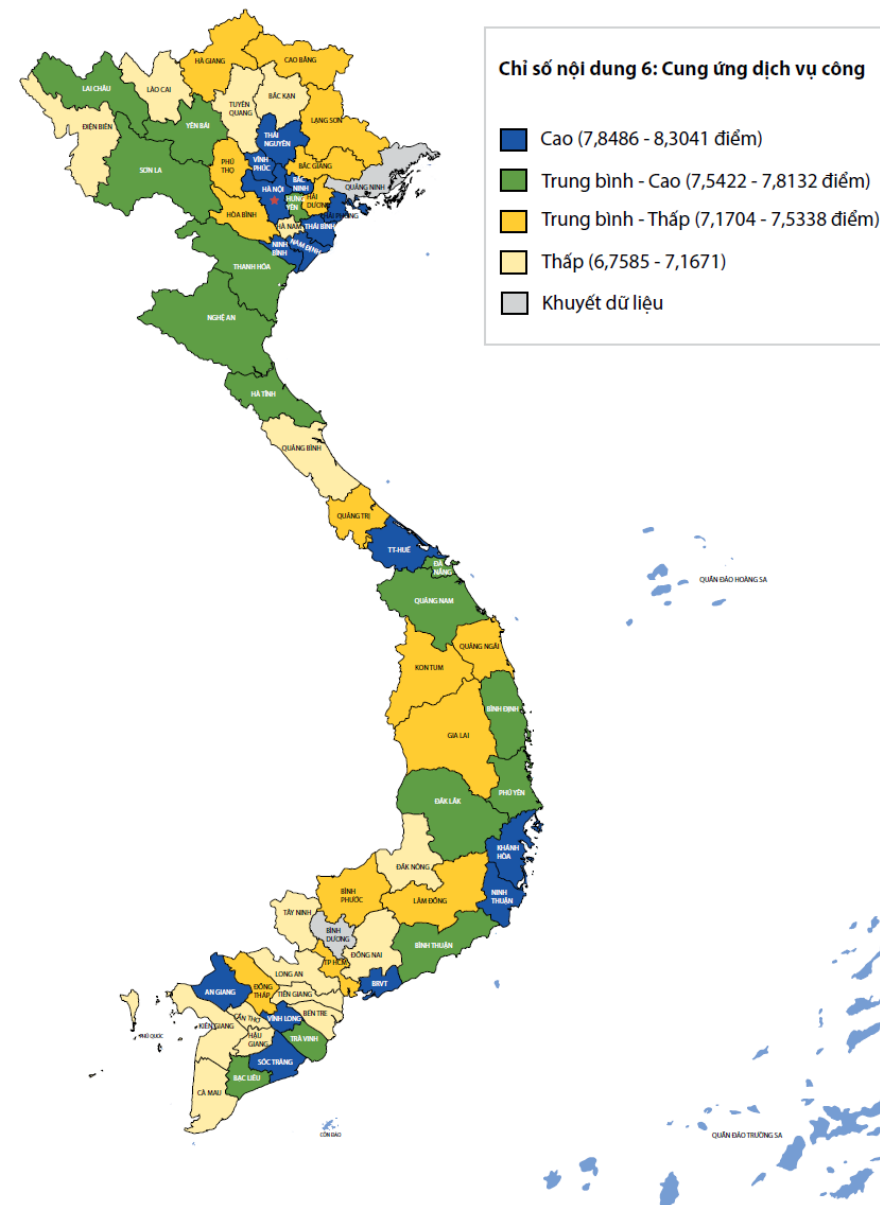 Chỉ số nội dung 6: Cung ứng dịch vụ công
Cao (7,8486 - 8,3041 điểm)
Trung bình - Cao (7,5422 - 7,8132 điểm)
Trung bình - Thấp (7,1704 - 7,5338 điểm)
Thấp (6,7585 - 7,1671)
Khuyết dữ liệu
HÀ GIANG
CAO BẰNG
LAI CHÂU
LÀO CAI
BẮC KẠN
TUYÊN
QUANG
ĐIỆN BIÊN
YÊN BÁI
LẠNG SƠN
THÁI
NGUYÊN
SƠN LA
PHÚ
THỌ
VĨNH
PHÚC
BẮC GIANG
HÀ NỘI
BẮC
NINH
QUẢNG NINH
HƯNG
YÊN
HẢI
DƯƠNG
HẢI PHÒNG
HÒA BÌNH
HÀ NAM
THÁI BÌNH
NINH
BÌNH
NAM ĐỊNH
THANH HÓA
NGHỆ AN
HÀ TĨNH
QUẢNG BÌNH
QUẢNG TRỊ
TT-HUẾ
ĐÀ
NẴNG
QUẦN ĐẢO HOÀNG SA
QUẢNG NAM
QUẢNG NGÃI
KON TUM
BÌNH ĐỊNH
GIA LAI
PHÚ YÊN
ĐẮK LẮK
KHÁNH
HÒA
ĐẮK NÔNG
NINH
THUẬN
BÌNH
PHƯỚC
LÂM ĐỒNG
TÂY NINH
BÌNH
DƯƠNG
BÌNH THUẬN
ĐỒNG NAI
TP HCM
LONG AN
BRVT
AN GIANG
ĐỒNG
THÁP
TIỀN GIANG
BẾN TRE
CẦN THƠ
VĨNH LONG
KIÊN GIANG
PHÚ QUỐC
HẬU
GIANG
TRÀ VINH
SÓC TRĂNG
BẠC LIÊU
CÀ MAU
CÔN ĐẢO
QUẦN ĐẢO TRƯỜNG SA